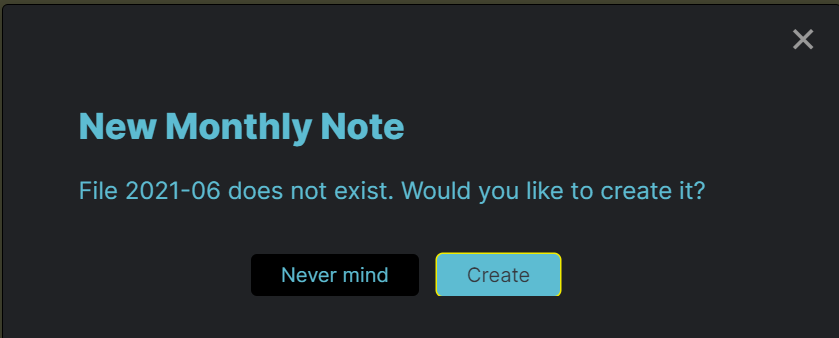 New Monthly Note
File 2021-06 does not exist. Would you like to create it?
Never mind
Create